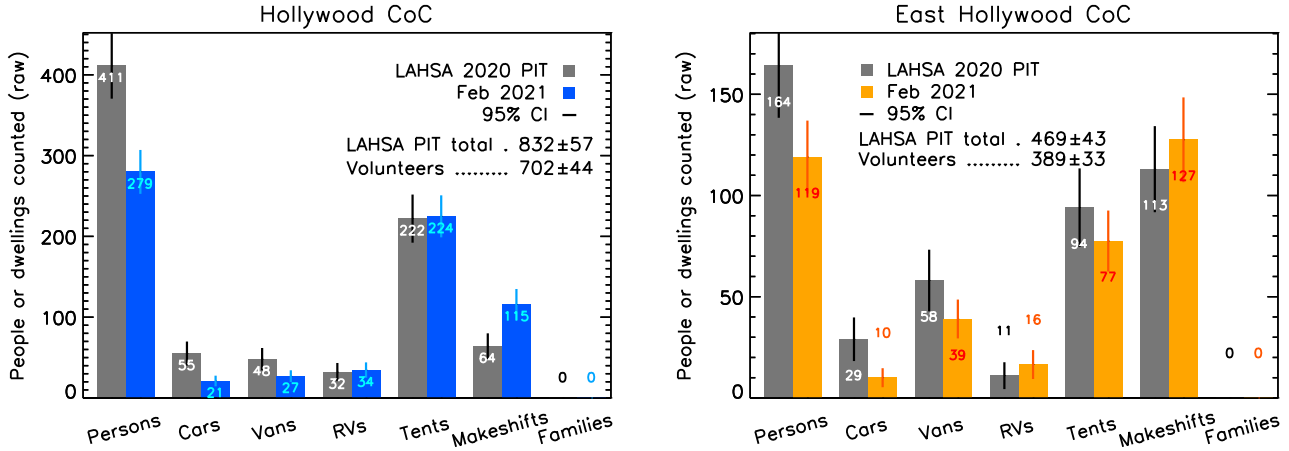 Hollywood CoC
People or dwellings counted (raw)
400
300
200
100
0
LAHSA 2020 PIT
Feb 2021
95% CI
LAHSA PIT total . 832±57
Volunteers ......... 702±44
411
279
55
21
48
27
32
34
222
224
64
115
0
0
Persons
Cars
Vans
RVs
Tents
Makeshifts
Families
East Hollywood CoC
People or dwellings counted (raw)
150
100
50
0
LAHSA 2020 PIT
Feb 2021
95% CI
LAHSA PIT total . 469±43
Volunteers ......... 389±33
164
119
29
10
58
39
11
16
94
77
113
127
0
0
Persons
Cars
Vans
RVs
Tents
Makeshifts
Families